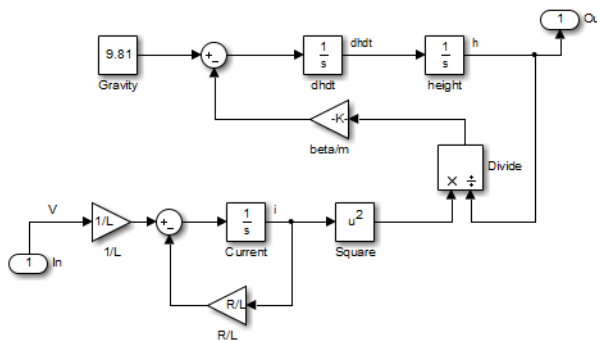 1
Ou
9.81
+
−
1
s
dhdt
1
s
h
Gravity
dhdt
height
-K-
beta/m
× ÷
Divide
V
1/L
+
−
1
s
i
u²
1
In
1/L
Current
Square
R/L
R/L